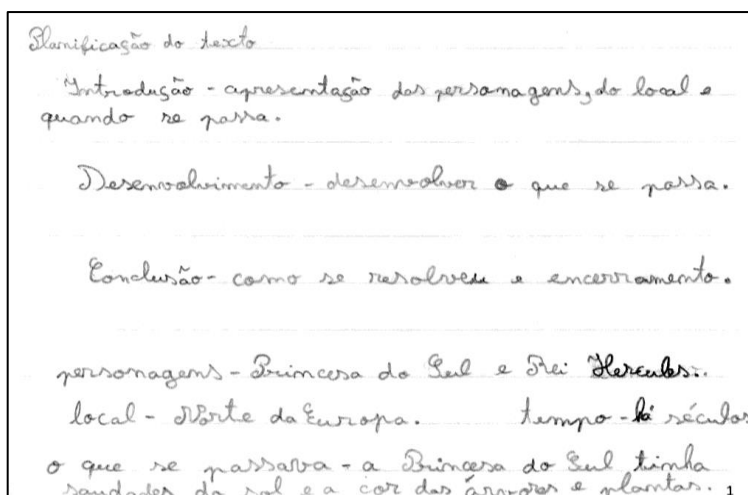 Planificação do texto
Introdução - apresentação das personagens, do local e
quando se passa.
Desenvolvimento - desenvolver o que se passa.
Conclusão - como se resolveu e encerramento.
personagens - Princesa do Sul e Rei Hercules.
local - Norte da Europa. tempo - há séculos
o que se passava - a Princesa do Sul tinha
saudades do sol e a cor das árvores e plantas. 1